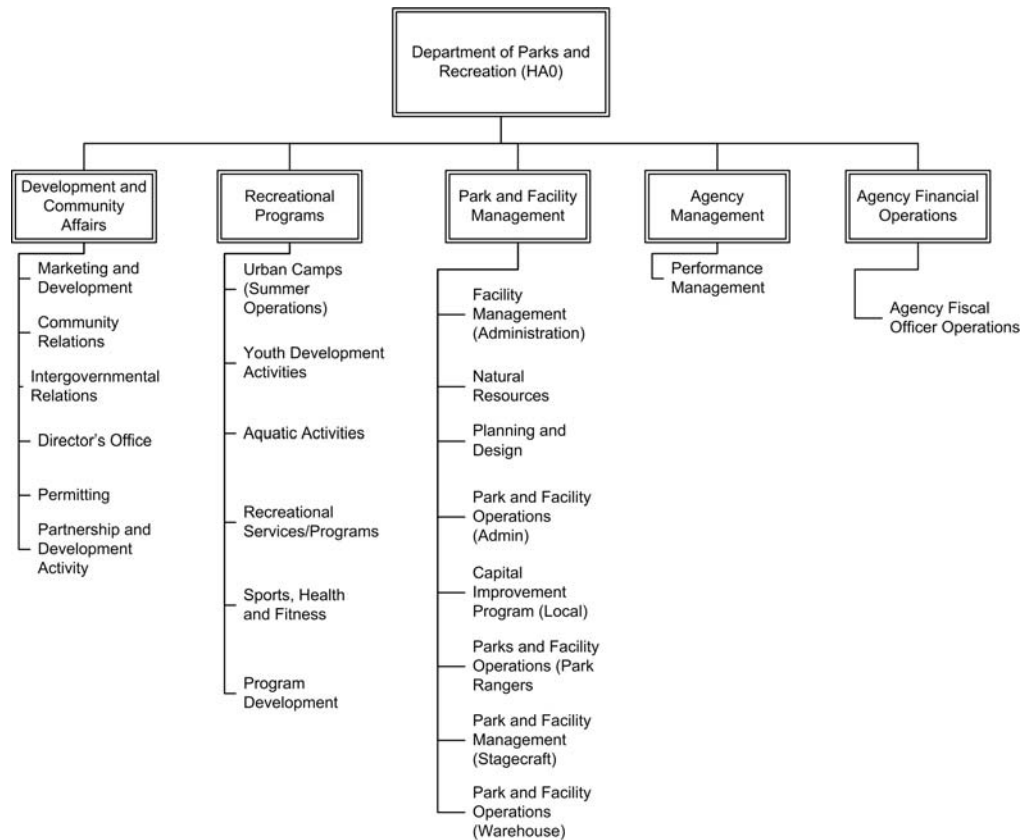 Department of Parks and
Recreation (HA0)
Development and
Community
Affairs
Recreational
Programs
Park and Facility
Management
Agency
Management
Agency Financial
Operations
Marketing and
Development
Community
Relations
Intergovernmental
Relations
Director's Office
Permitting
Partnership and
Development
Activity
Urban Camps
(Summer
Operations)
Youth Development
Activities
Aquatic Activities
Recreational
Services/Programs
Sports, Health
and Fitness
Program
Development
Facility
Management
(Administration)
Natural
Resources
Planning and
Design
Park and Facility
Operations
(Admin)
Capital
Improvement
Program (Local)
Parks and Facility
Operations (Park
Rangers
Park and Facility
Management
(Stagecraft)
Park and Facility
Operations
(Warehouse)
Performance
Management
Agency Fiscal
Officer Operations